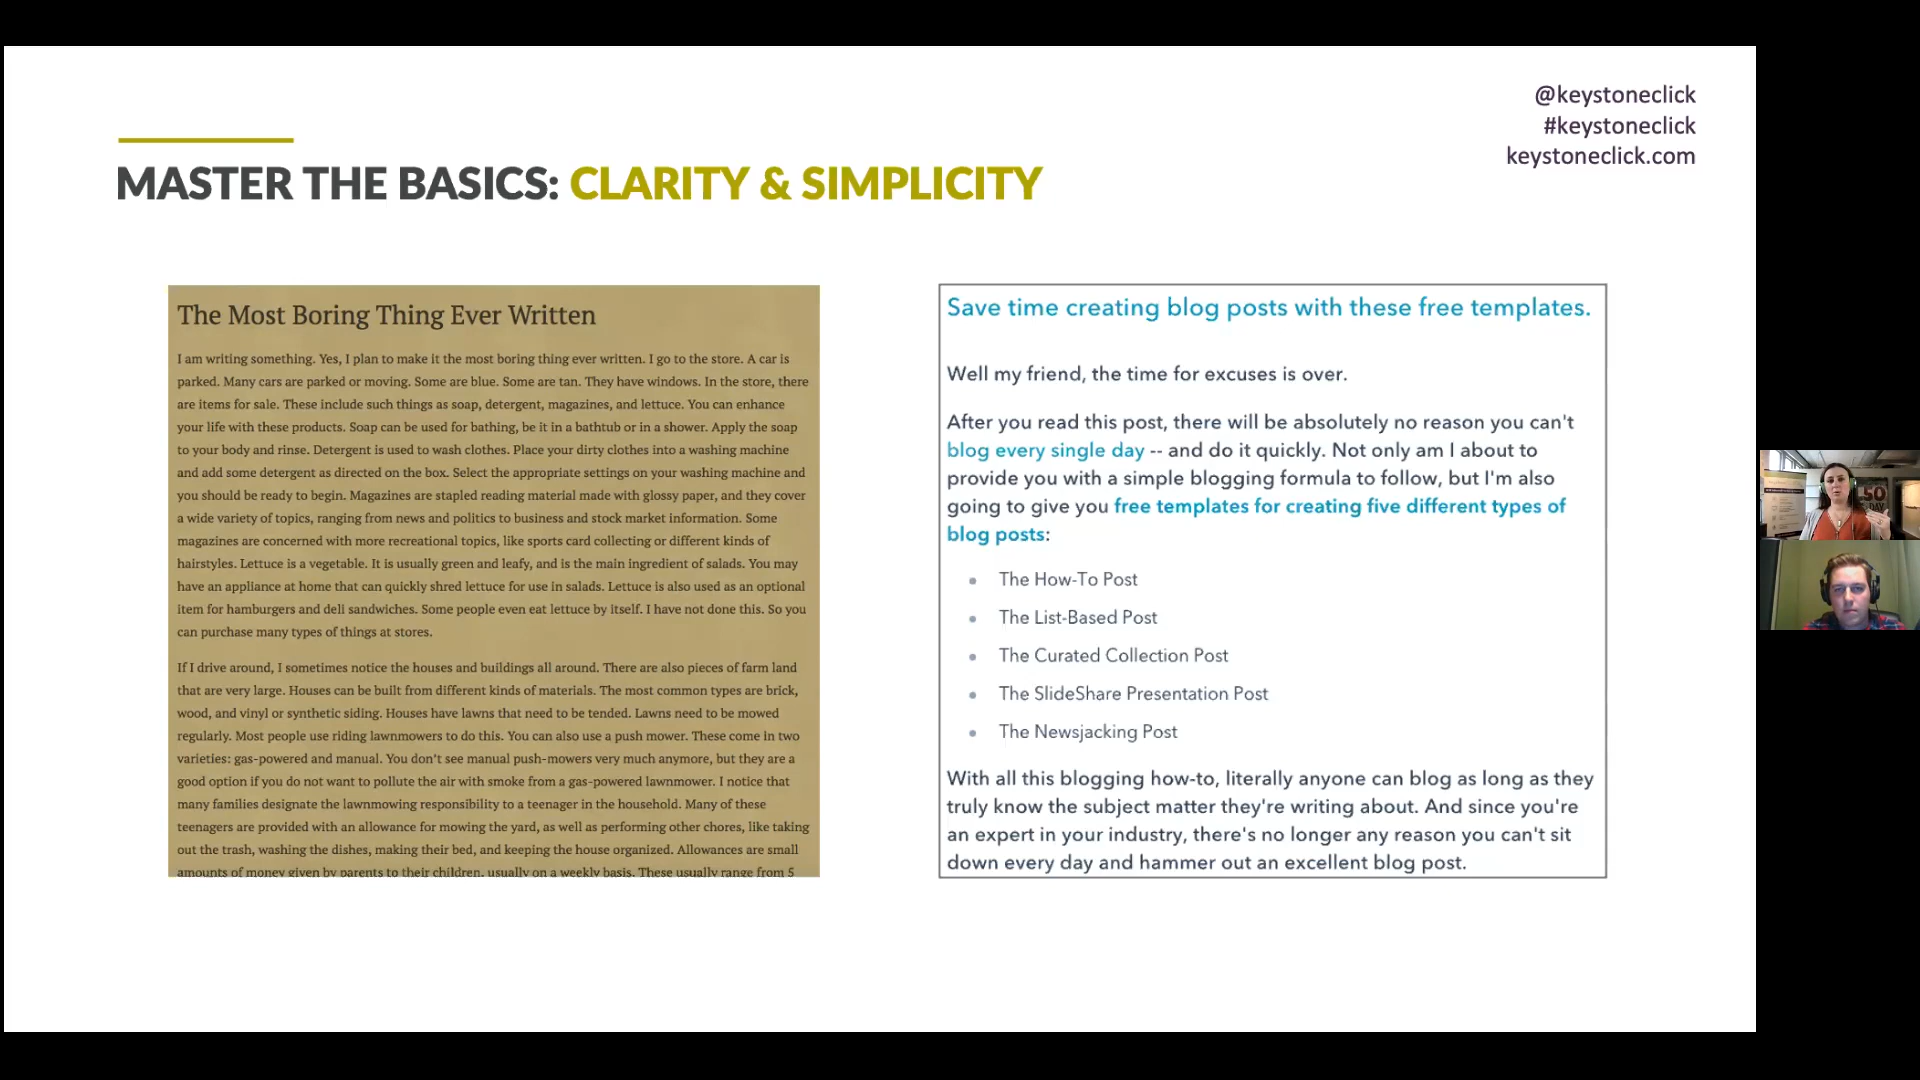 @keystoneclick
#keystoneclick
keystoneclick.com
MASTER THE BASICS: CLARITY & SIMPLICITY
The Most Boring Thing Ever Written
I am writing something. Yes, I plan to make it the most boring thing ever written. I go to the store. A car is
parked. Many cars are parked or moving. Some are blue. Some are tan. They have windows. In the store, there
are items for sale. These include such things as soap, detergent, magazines, and lettuce. You can enhance
your life with these products. Soap can be used for bathing, be it in a bathtub or in a shower. Apply the soap
to your body and rinse. Detergent is used to wash clothes. Place your dirty clothes into a washing machine
and add some detergent as directed on the box. Select the appropriate settings on your washing machine and
you should be ready to begin. Magazines are stapled reading material made with glossy paper, and they cover
a wide variety of topics, ranging from news and politics to business and stock market information. Some
magazines are concerned with more recreational topics, like sports card collecting or different kinds of
hairstyles. Lettuce is a vegetable. It is usually green and leafy, and is the main ingredient of salads. You may
have an appliance at home that can quickly shred lettuce for use in salads. Lettuce is also used as an optional
item for hamburgers and deli sandwiches. Some people even eat lettuce by itself. I have not done this. So you
can purchase many types of things at stores.
If I drive around, I sometimes notice the houses and buildings all around. There are also pieces of farm land
that are very large. Houses can be built from different kinds of materials. The most common types are brick,
wood, and vinyl or synthetic siding. Houses have lawns that need to be tended. Lawns need to be mowed
regularly. Most people use riding lawnmowers to do this. You can also use a push mower. These come in two
varieties: gas-powered and manual. You don't see manual push-mowers very much anymore, but they are a
good option if you do not want to pollute the air with smoke from a gas-powered lawnmower. I notice that
many families designate the lawnmowing responsibility to a teenager in the household. Many of these
teenagers are provided with an allowance for mowing the yard, as well as performing other chores, like taking
out the trash, washing the dishes, making their bed, and keeping the house organized. Allowances are small
amounts of money given by parents to their children, usually on a weekly basis. These usually range from 5
Save time creating blog posts with these free templates.
Well my friend, the time for excuses is over.
After you read this post, there will be absolutely no reason you can't
blog every single day -- and do it quickly. Not only am I about to
provide you with a simple blogging formula to follow, but I'm also
going to give you free templates for creating five different types of
blog posts:
• The How-To Post
• The List-Based Post
• The Curated Collection Post
• The SlideShare Presentation Post
• The Newsjacking Post
With all this blogging how-to, literally anyone can blog as long as they
truly know the subject matter they're writing about. And since you're
an expert in your industry, there's no longer any reason you can't sit
down every day and hammer out an excellent blog post.
50